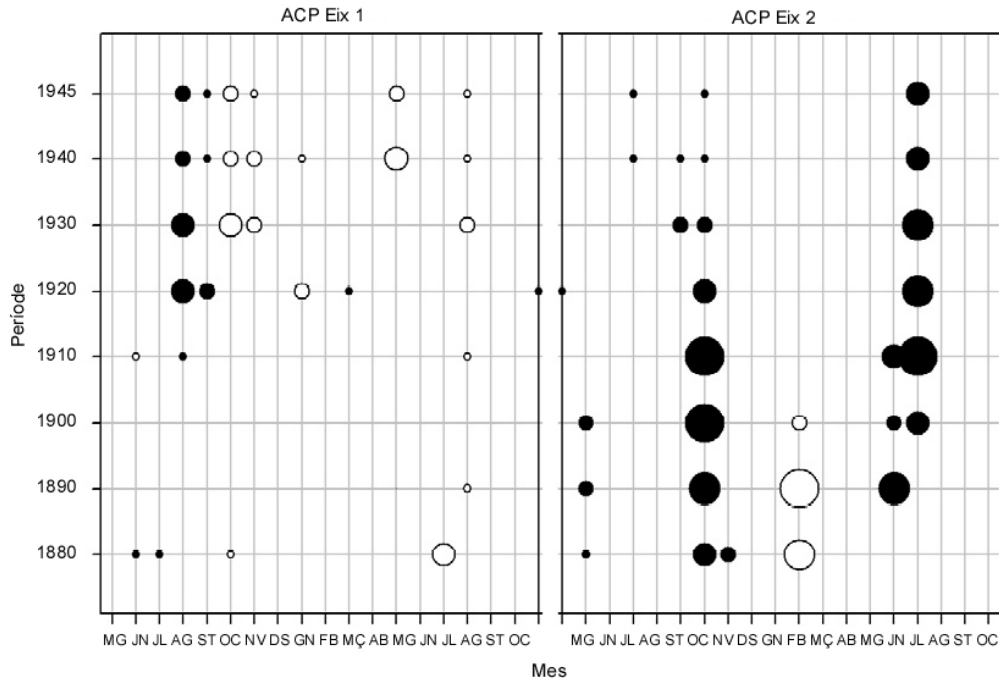 ACP Eix 1
ACP Eix 2
Període
1945
1940
1930
1920
1910
1900
1890
1880
MG JN JL AG ST OC NV DS GN FB MÇ AB MG JN JL AG ST OC
MG JN JL AG ST OC NV DS GN FB MÇ AB MG JN JL AG ST OC
Mes